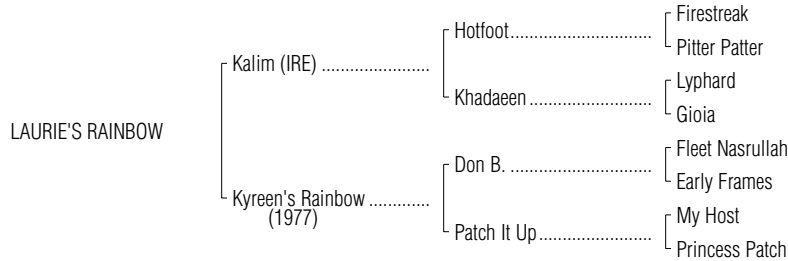 Firestreak
Hotfoot..............................
Pitter Patter
Kalim (IRE) ......................
Lyphard
Khadaeen..........................
Gioia
LAURIE'S RAINBOW
Fleet Nasrullah
Don B. ..............................
Early Frames
Kyreen's Rainbow .............
(1977)
My Host
Patch It Up........................
Princess Patch